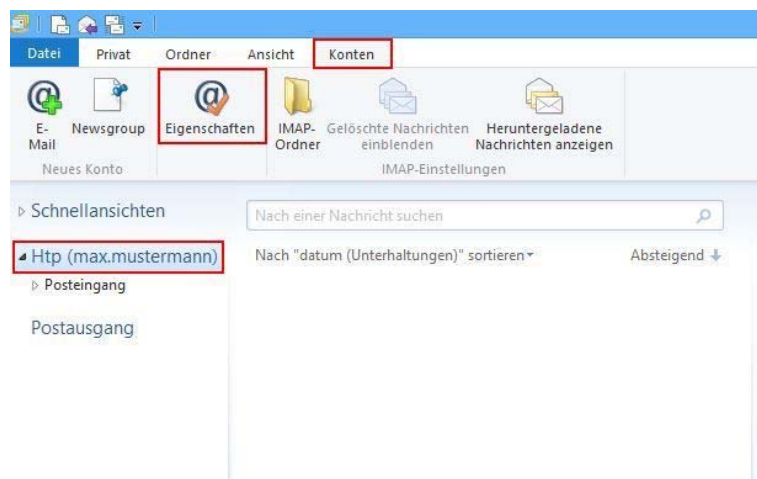 Datei Privat Ordner Ansicht Konten
E-Mail Newsgroup Eigenschaften IMAP-Ordner Gelöschte Nachrichten einblenden Heruntergeladene Nachrichten anzeigen
Neues Konto IMAP-Einstellungen
Schnellansichten
Nach einer Nachricht suchen
Htp (max.mustermann)
Nach "datum (Unterhaltungen)" sortieren Absteigend
Posteingang
Postausgang